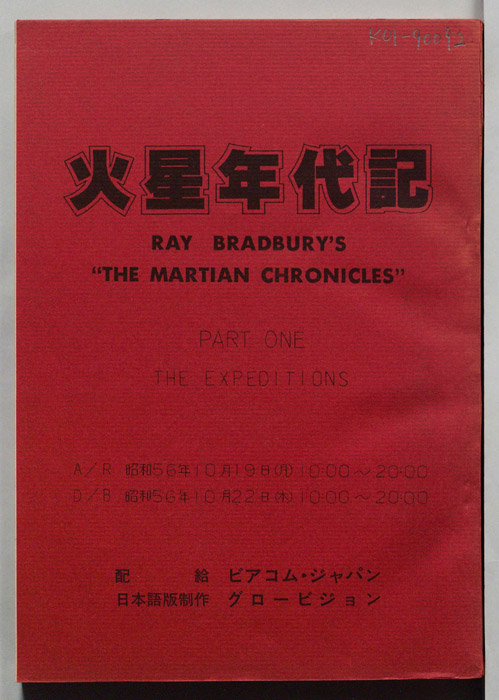 火星年代記
RAY BRADBURY'S
"THE MARTIAN CHRONICLES"
PART ONE
THE EXPEDITIONS
A/R 昭和56年10月19日(月)10:00～20:00
D/B 昭和56年10月22日(木)10:00～20:00
配給 ビアコム・ジャパン
日本語版制作 グロービジョン